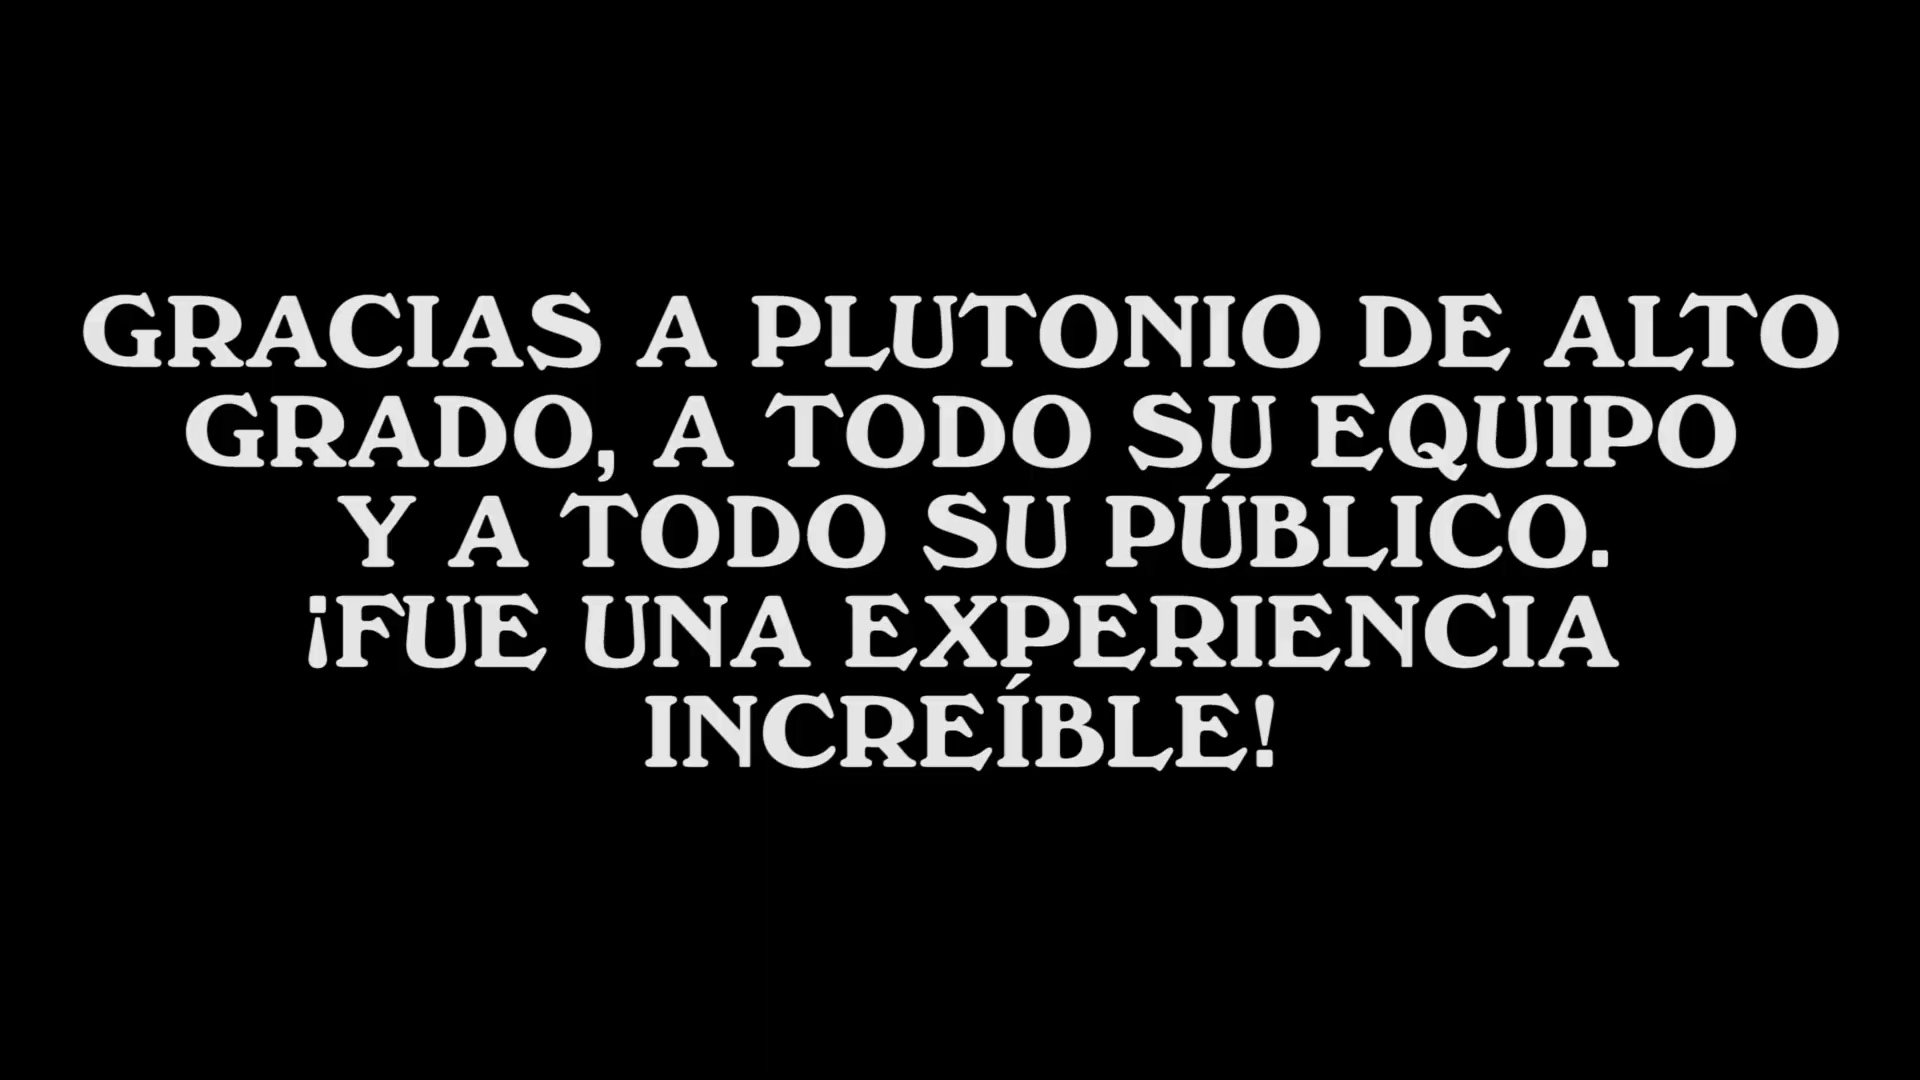 GRACIAS A PLUTONIO DE ALTO
GRADO, A TODO SU EQUIPO
Y A TODO SU PÚBLICO.
¡FUE UNA EXPERIENCIA
INCREÍBLE!